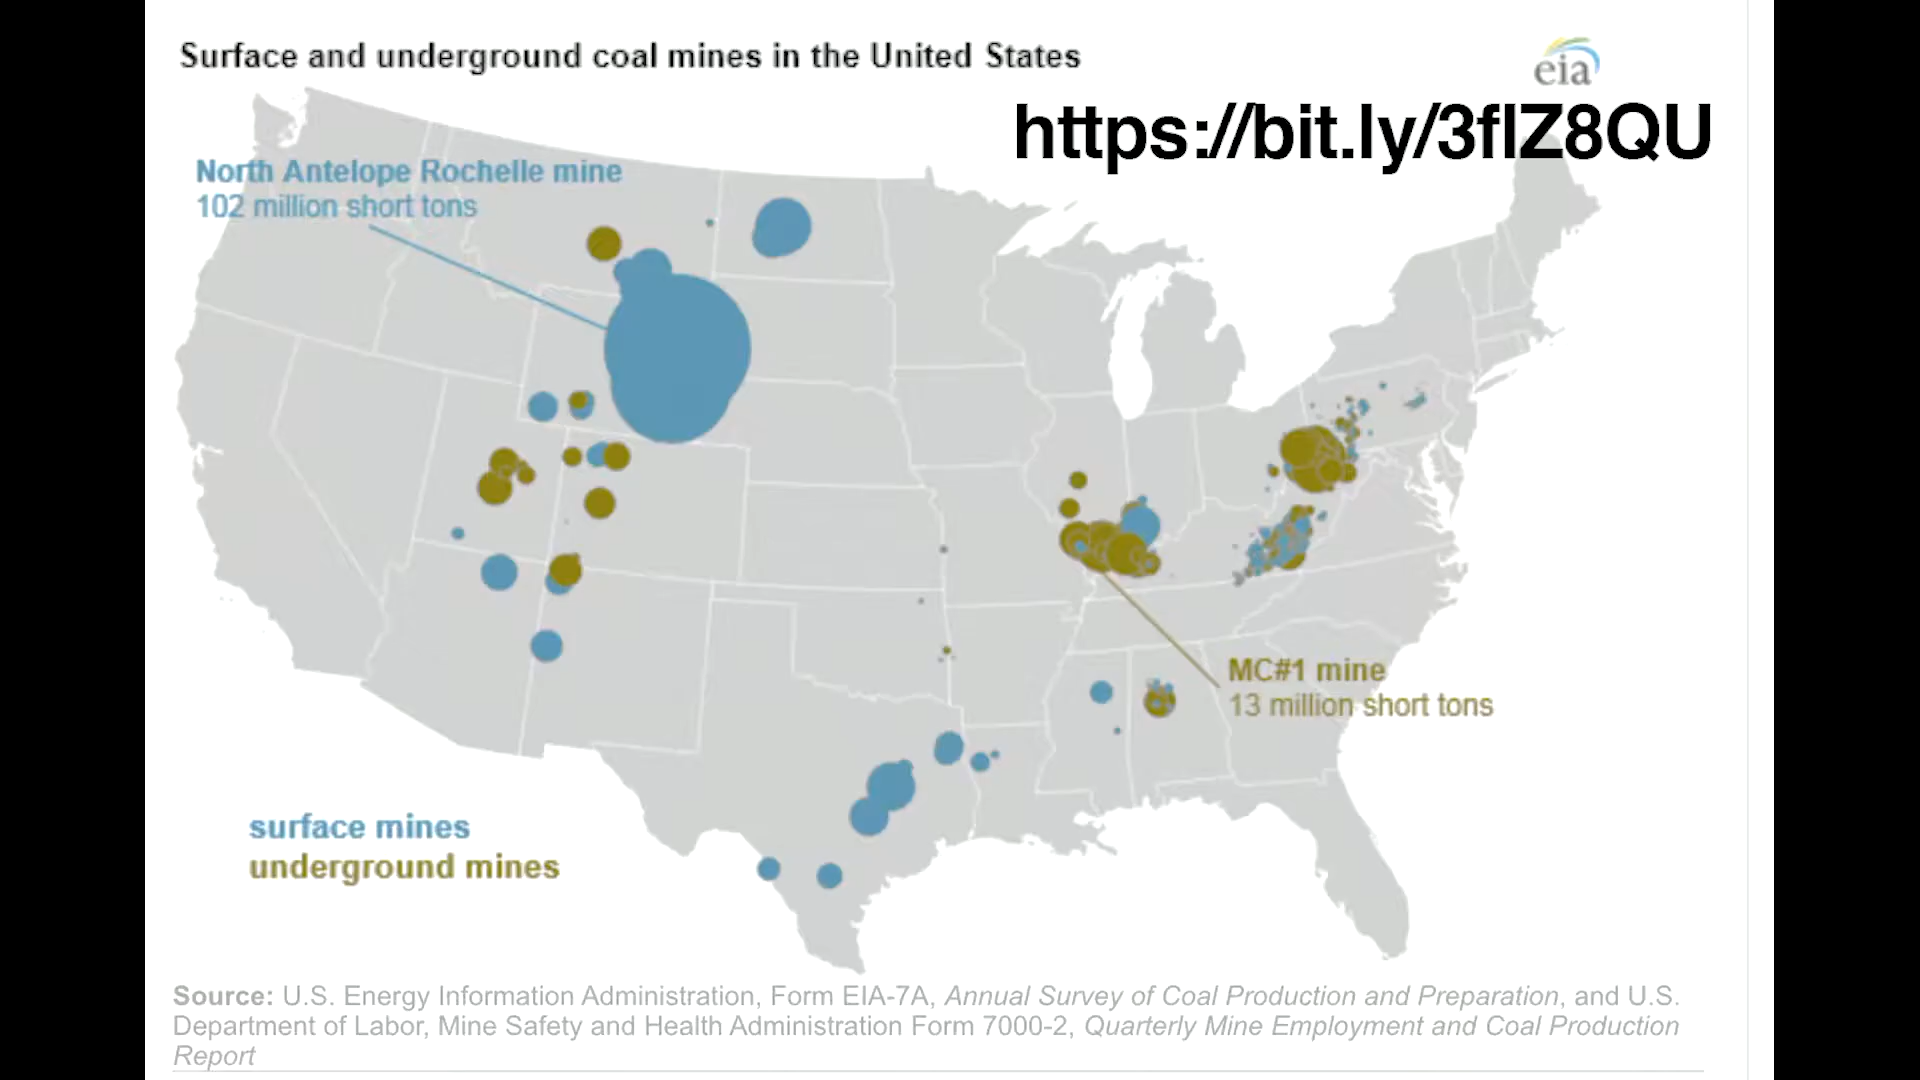 Surface and underground coal mines in the United States
eia
https://bit.ly/3flZ8QU
North Antelope Rochelle mine
102 million short tons
MC#1 mine
13 million short tons
surface mines
underground mines
Source: U.S. Energy Information Administration, Form EIA-7A, Annual Survey of Coal Production and Preparation, and U.S.
Department of Labor, Mine Safety and Health Administration Form 7000-2, Quarterly Mine Employment and Coal Production
Report